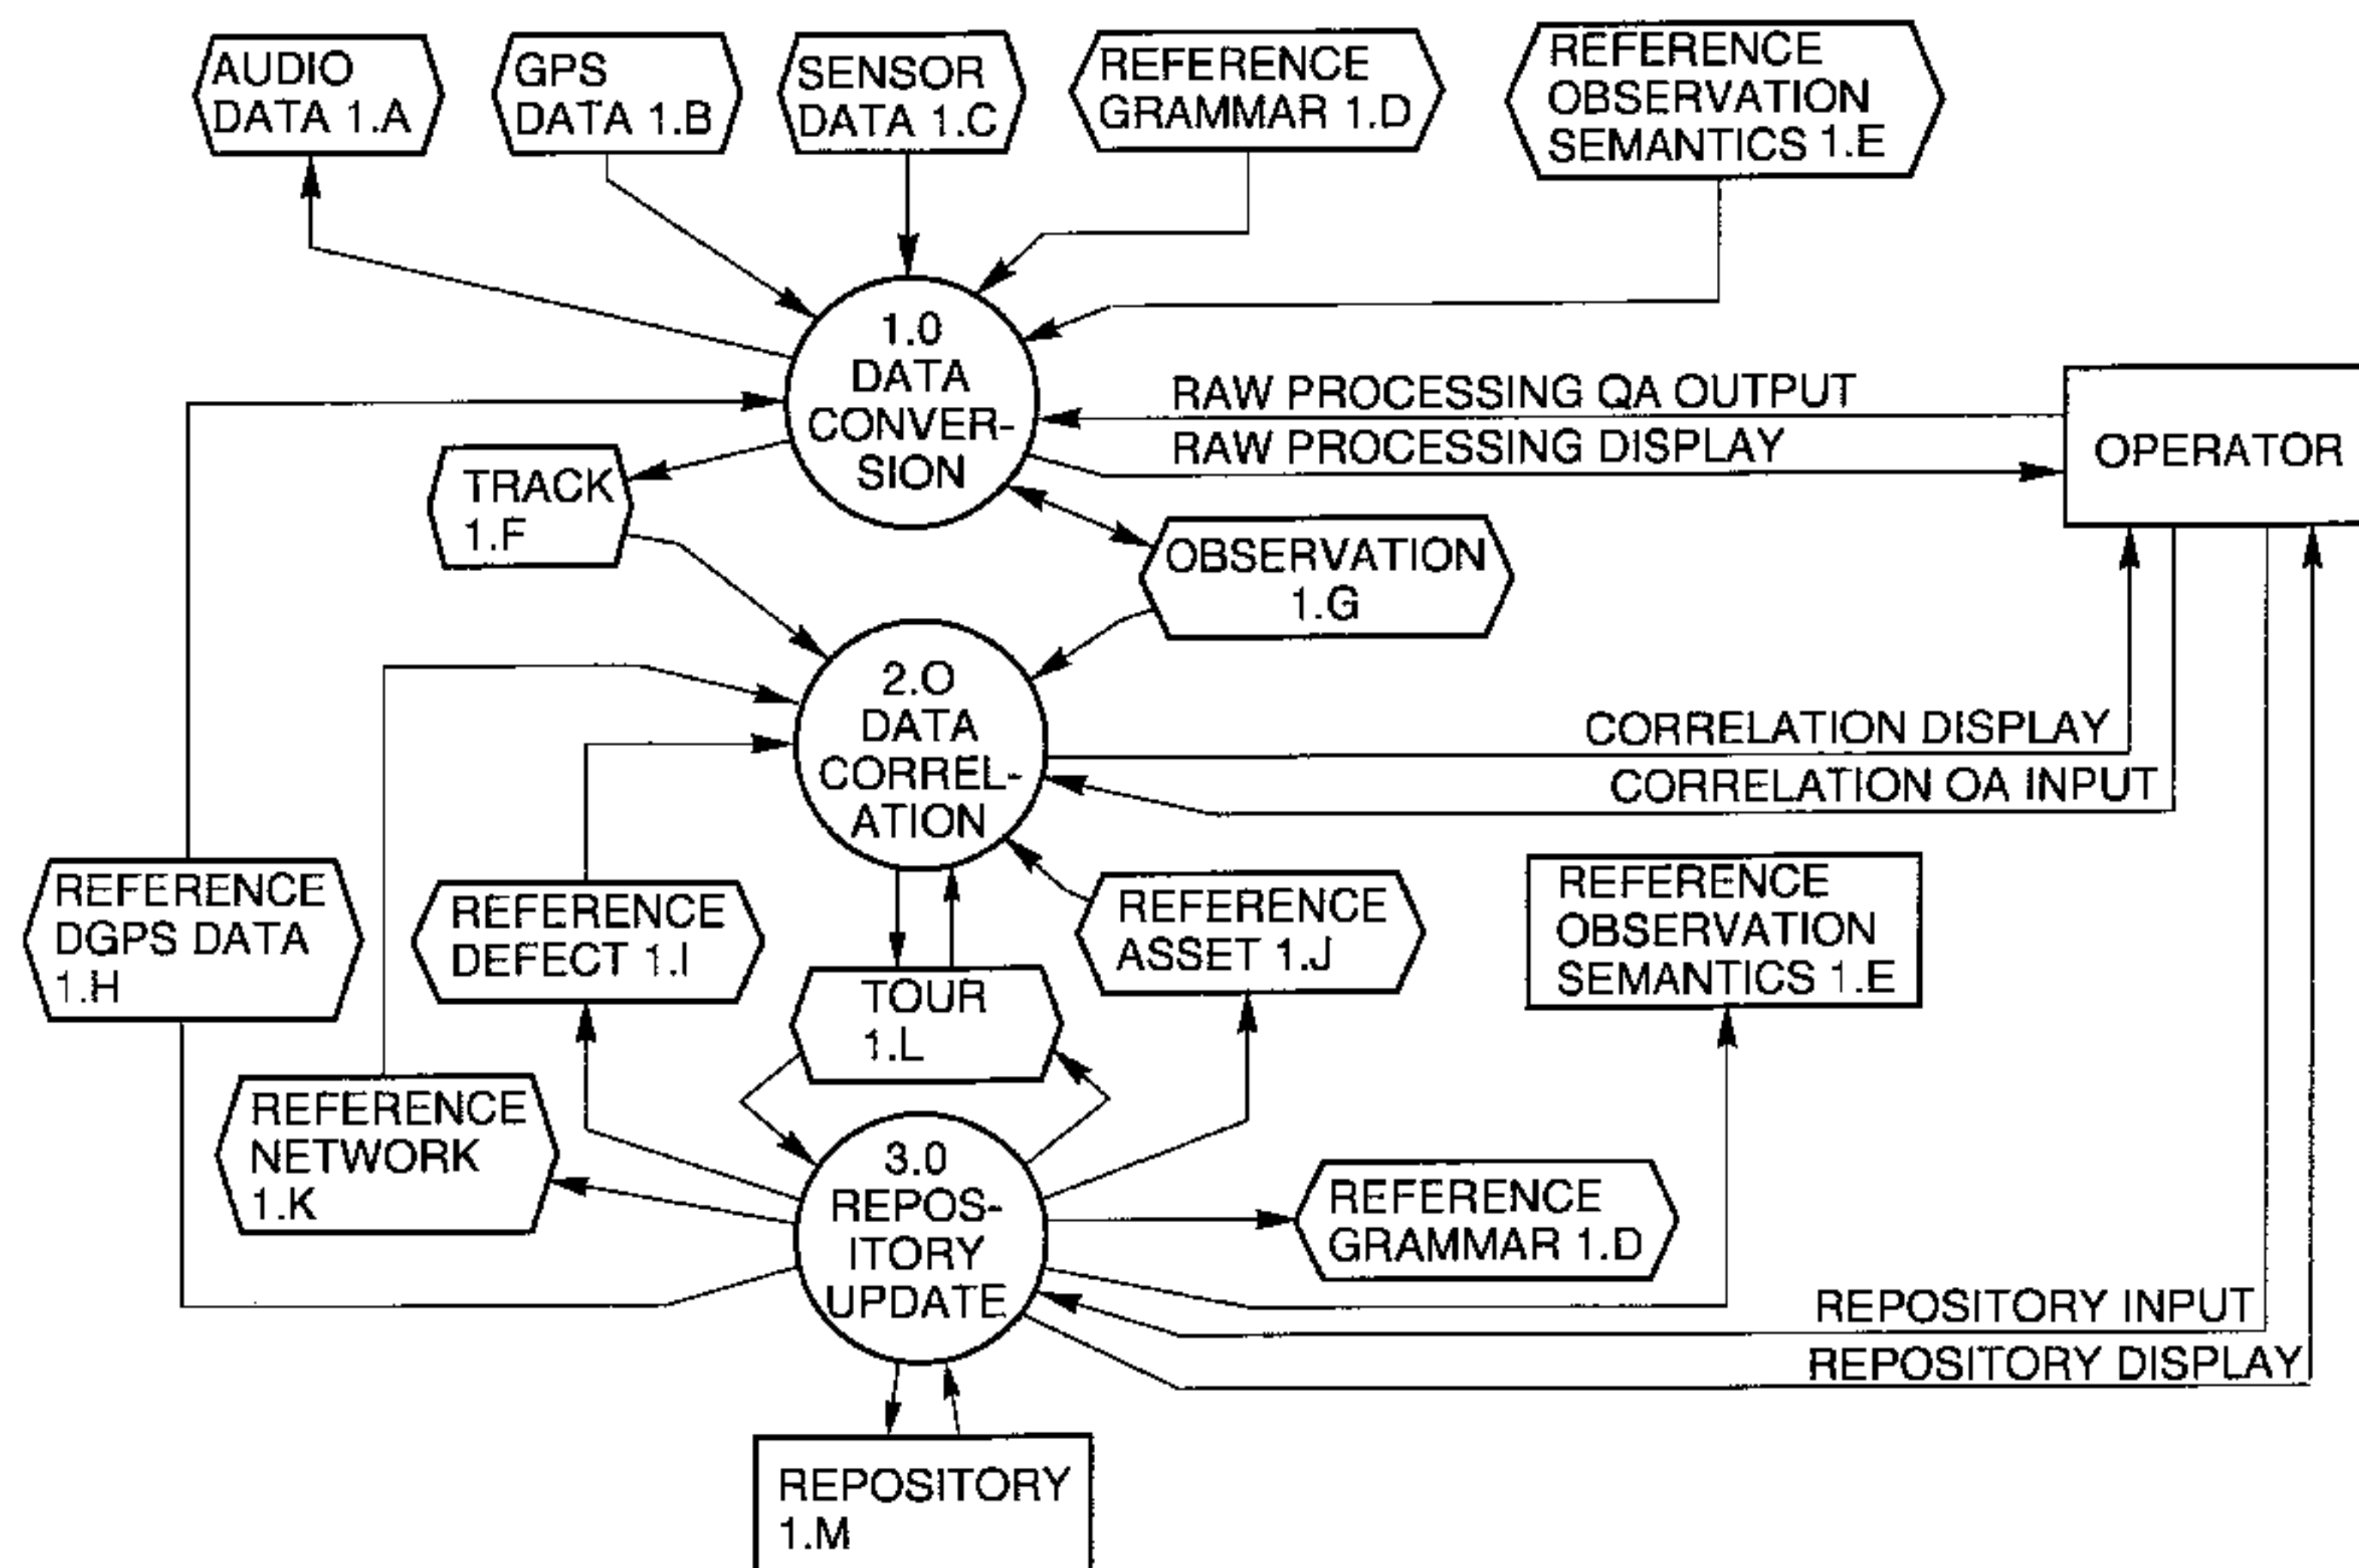 AUDIO
DATA 1.A
GPS
DATA 1.B
SENSOR
DATA 1.C
REFERENCE
GRAMMAR 1.D
REFERENCE
OBSERVATION
SEMANTICS 1.E
1.0
DATA
CONVER-
SION
RAW PROCESSING QA OUTPUT
RAW PROCESSING DISPLAY
OPERATOR
TRACK
1.F
OBSERVATION
1.G
2.O
DATA
CORREL-
ATION
CORRELATION DISPLAY
CORRELATION OA INPUT
REFERENCE
DGPS DATA
1.H
REFERENCE
DEFECT 1.I
TOUR
1.L
REFERENCE
ASSET 1.J
REFERENCE
OBSERVATION
SEMANTICS 1.E
REFERENCE
NETWORK
1.K
3.0
REPOS-
ITORY
UPDATE
REFERENCE
GRAMMAR 1.D
REPOSITORY INPUT
REPOSITORY DISPLAY
REPOSITORY
1.M